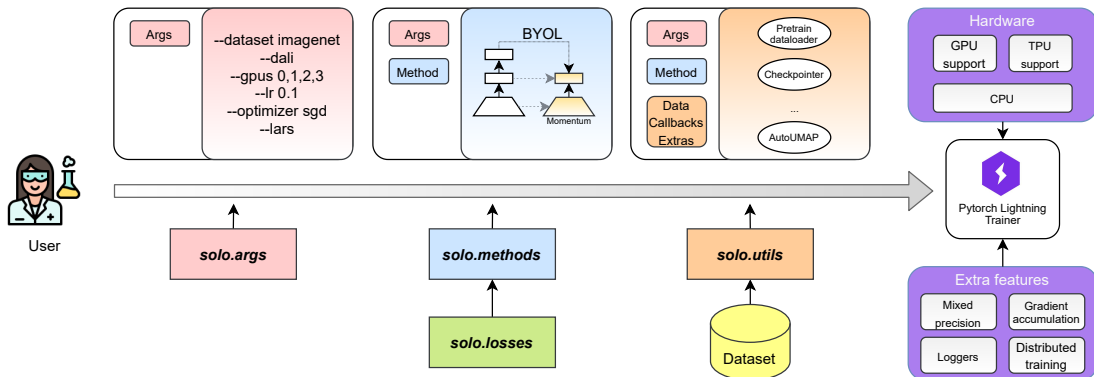 Args
--dataset imagenet
--dali
--gpus 0,1,2,3
--lr 0.1
--optimizer sgd
--lars
Args
Method
BYOL
Momentum
Args
Method
Data
Callbacks
Extras
Pretrain
dataloader
Checkpointer
...
AutoUMAP
Hardware
GPU
support
TPU
support
CPU
User
Pytorch Lightning
Trainer
solo.args
solo.methods
solo.utils
solo.losses
Dataset
Extra features
Mixed
precision
Gradient
accumulation
Loggers
Distributed
training